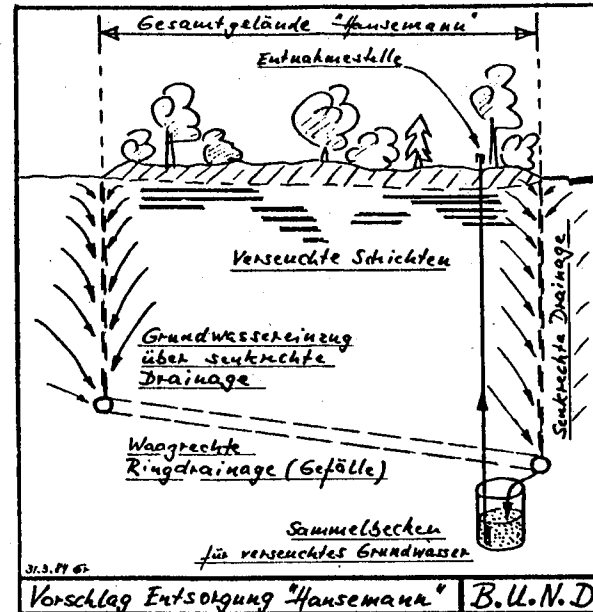 Gesamtgelände "Hansemann"
Entnahmestelle
Verseuchte Schichten
Grundwassereinzug
über senkrechte
Drainage
Senkrechte Drainage
Waagrechte
Ringdrainage (Gefälle)
Sammelbecken
für verseuchtes Grundwasser
Vorschlag Entsorgung "Hansemann"
B.U.N.D